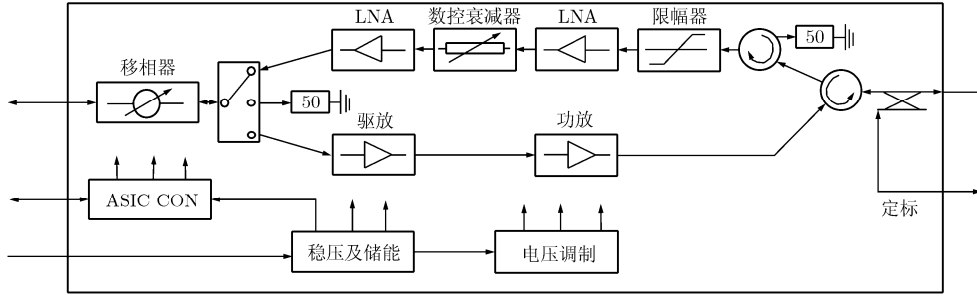 LNA
数控衰减器
LNA
限幅器
50
移相器
50
驱放
功放
ASIC CON
定标
稳压及储能
电压调制